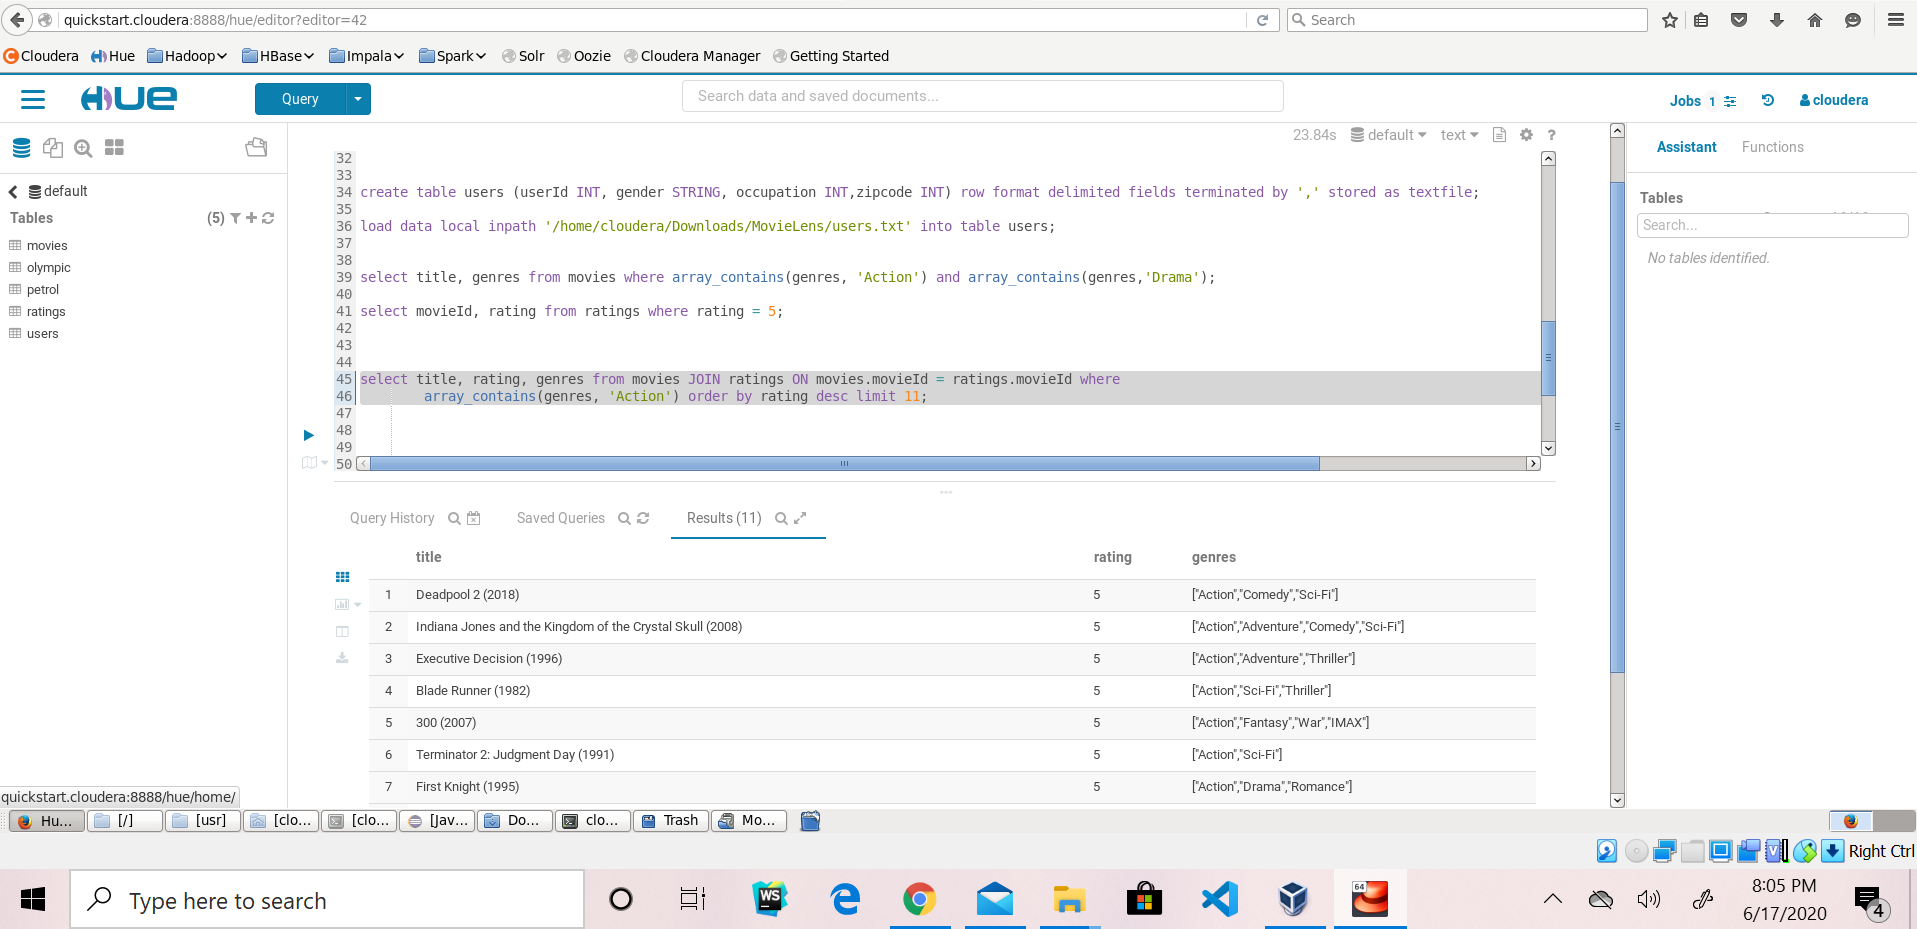 quickstart.cloudera:8888/hue/editor?editor=42
Search
Cloudera Hue Hadoop HBase Impala Spark Solr Oozie Cloudera Manager Getting Started
HUE
Query
Search data and saved documents...
Jobs 1
cloudera
23.84s default text ?
Assistant Functions
default
Tables (5)
movies
olympic
petrol
ratings
users
Tables
Search...
No tables identified.
32
33
34 create table users (userId INT, gender STRING, occupation INT,zipcode INT) row format delimited fields terminated by ',' stored as textfile;
35
36 load data local inpath '/home/cloudera/Downloads/MovieLens/users.txt' into table users;
37
38
39 select title, genres from movies where array_contains(genres, 'Action') and array_contains(genres,'Drama');
40
41 select movieId, rating from ratings where rating = 5;
42
43
44
45 select title, rating, genres from movies JOIN ratings ON movies.movieId = ratings.movieId where
46 array_contains(genres, 'Action') order by rating desc limit 11;
47
48
49
50
Query History Saved Queries Results (11)
title rating genres
1 Deadpool 2 (2018) 5 ["Action","Comedy","Sci-Fi"]
2 Indiana Jones and the Kingdom of the Crystal Skull (2008) 5 ["Action","Adventure","Comedy","Sci-Fi"]
3 Executive Decision (1996) 5 ["Action","Adventure","Thriller"]
4 Blade Runner (1982) 5 ["Action","Sci-Fi","Thriller"]
5 300 (2007) 5 ["Action","Fantasy","War","IMAX"]
6 Terminator 2: Judgment Day (1991) 5 ["Action","Sci-Fi"]
7 First Knight (1995) 5 ["Action","Drama","Romance"]
quickstart.cloudera:8888/hue/home/
Hu... [/] [usr] [clo... [clo... [Jav... Do... clo... Trash Mo...
Right Ctrl
Type here to search
WS
64
8:05 PM
6/17/2020
4